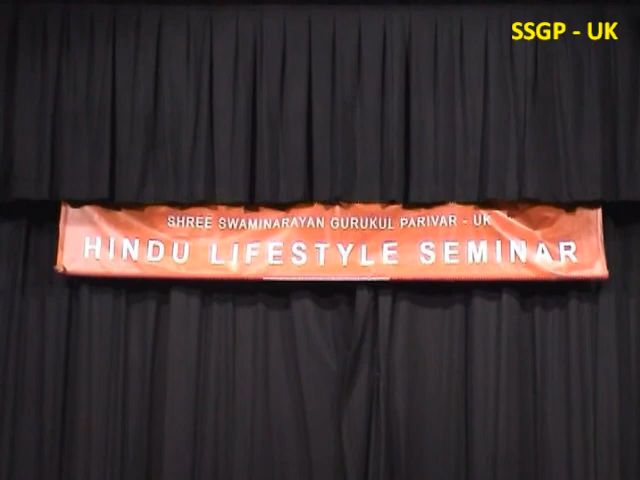 SSGP - UK
SHREE SWAMINARAYAN GURUKUL PARIVAR - UK
HINDU LIFESTYLE SEMINAR